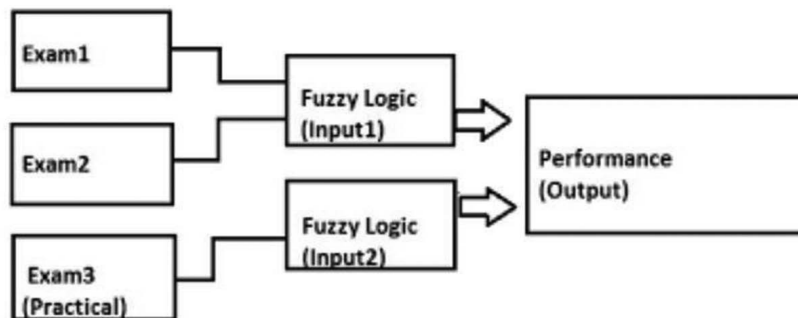 Exam1
Exam2
Exam3
(Practical)
Fuzzy Logic
(Input1)
Fuzzy Logic
(Input2)
Performance
(Output)